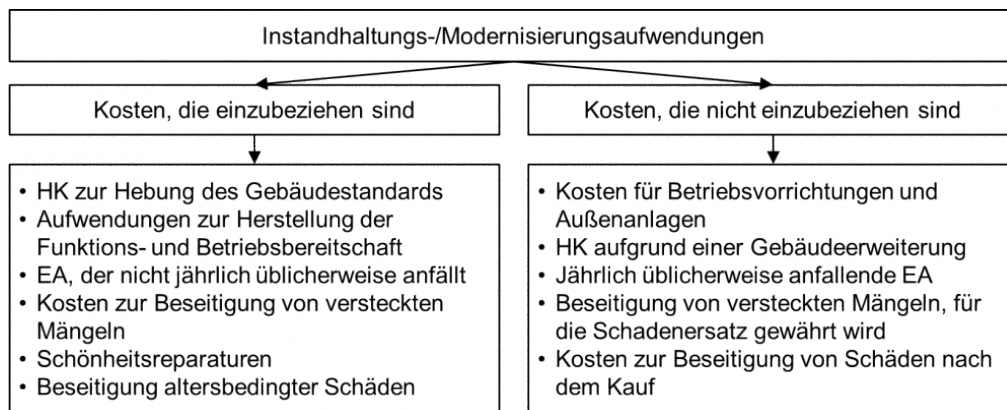 Instandhaltungs-/Modernisierungsaufwendungen
Kosten, die einzubeziehen sind
• HK zur Hebung des Gebäudestandards
• Aufwendungen zur Herstellung der
Funktions- und Betriebsbereitschaft
• EA, der nicht jährlich üblicherweise anfällt
• Kosten zur Beseitigung von versteckten
Mängeln
• Schönheitsreparaturen
• Beseitigung altersbedingter Schäden
Kosten, die nicht einzubeziehen sind
• Kosten für Betriebsvorrichtungen und
Außenanlagen
• HK aufgrund einer Gebäudeerweiterung
• Jährlich üblicherweise anfallende EA
• Beseitigung von versteckten Mängeln, für
die Schadenersatz gewährt wird
• Kosten zur Beseitigung von Schäden nach
dem Kauf